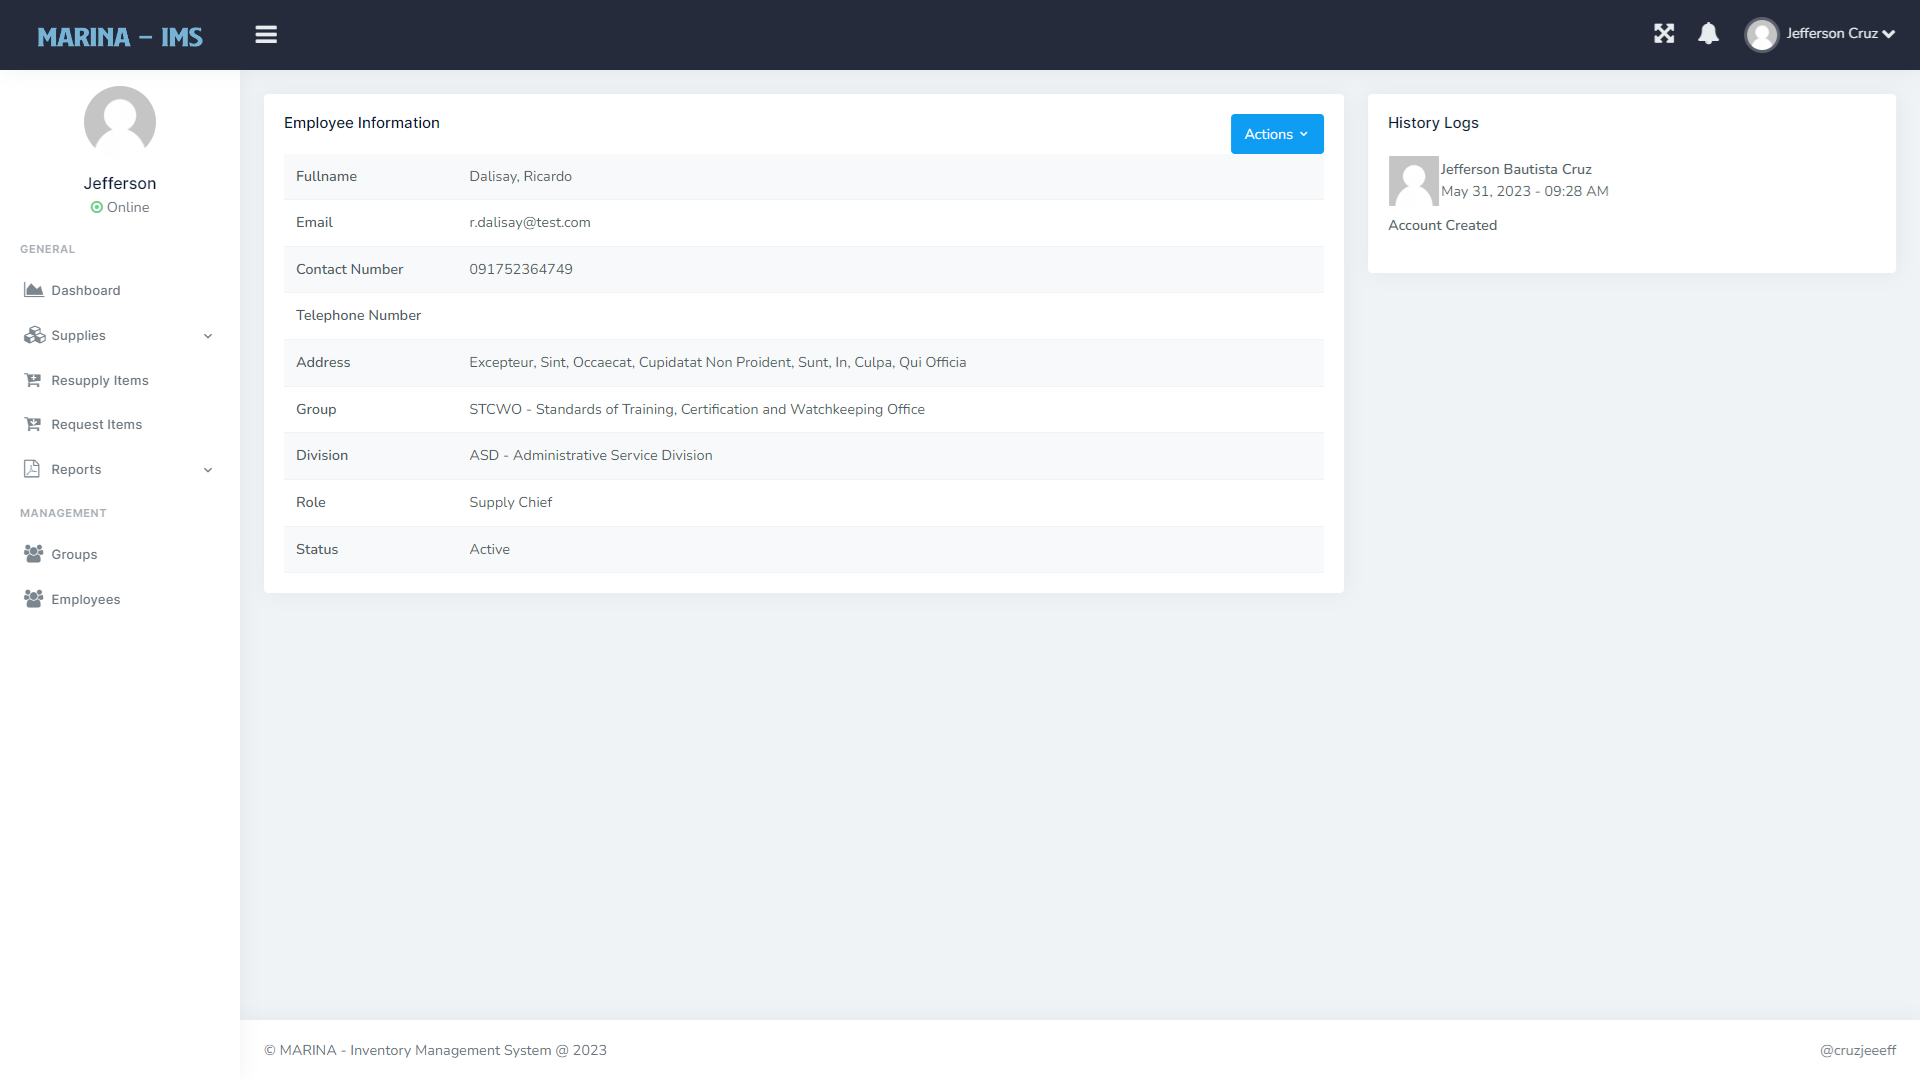 MARINA - IMS
Jefferson Cruz
Jefferson
Online
GENERAL
Dashboard
Supplies
Resupply Items
Request Items
Reports
MANAGEMENT
Groups
Employees
Employee Information
Actions
Fullname Dalisay, Ricardo
Email r.dalisay@test.com
Contact Number 091752364749
Telephone Number
Address Excepteur, Sint, Occaecat, Cupidatat Non Proident, Sunt, In, Culpa, Qui Officia
Group STCWO - Standards of Training, Certification and Watchkeeping Office
Division ASD - Administrative Service Division
Role Supply Chief
Status Active
History Logs
Jefferson Bautista Cruz
May 31, 2023 - 09:28 AM
Account Created
© MARINA - Inventory Management System @ 2023
@cruzjeeeff